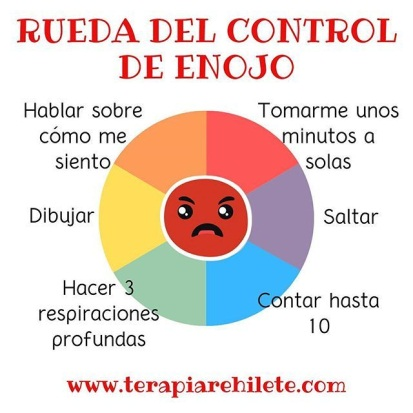 RUEDA DEL CONTROL
DE ENOJO
Hablar sobre
cómo me
siento
Tomarme unos
minutos a
solas
Dibujar
Saltar
Hacer 3
respiraciones
profundas
Contar hasta
10
www.terapiarehilete.com